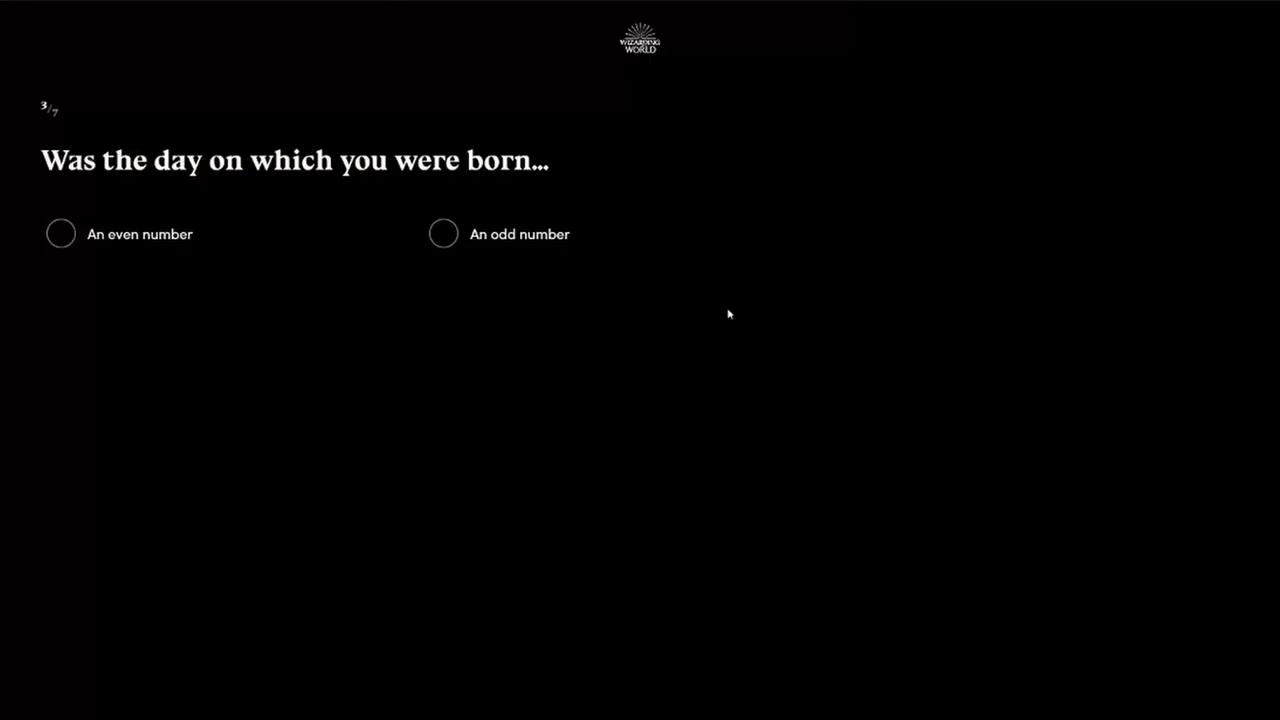 WIZARDING
WORLD
3/7
Was the day on which you were born...
An even number
An odd number